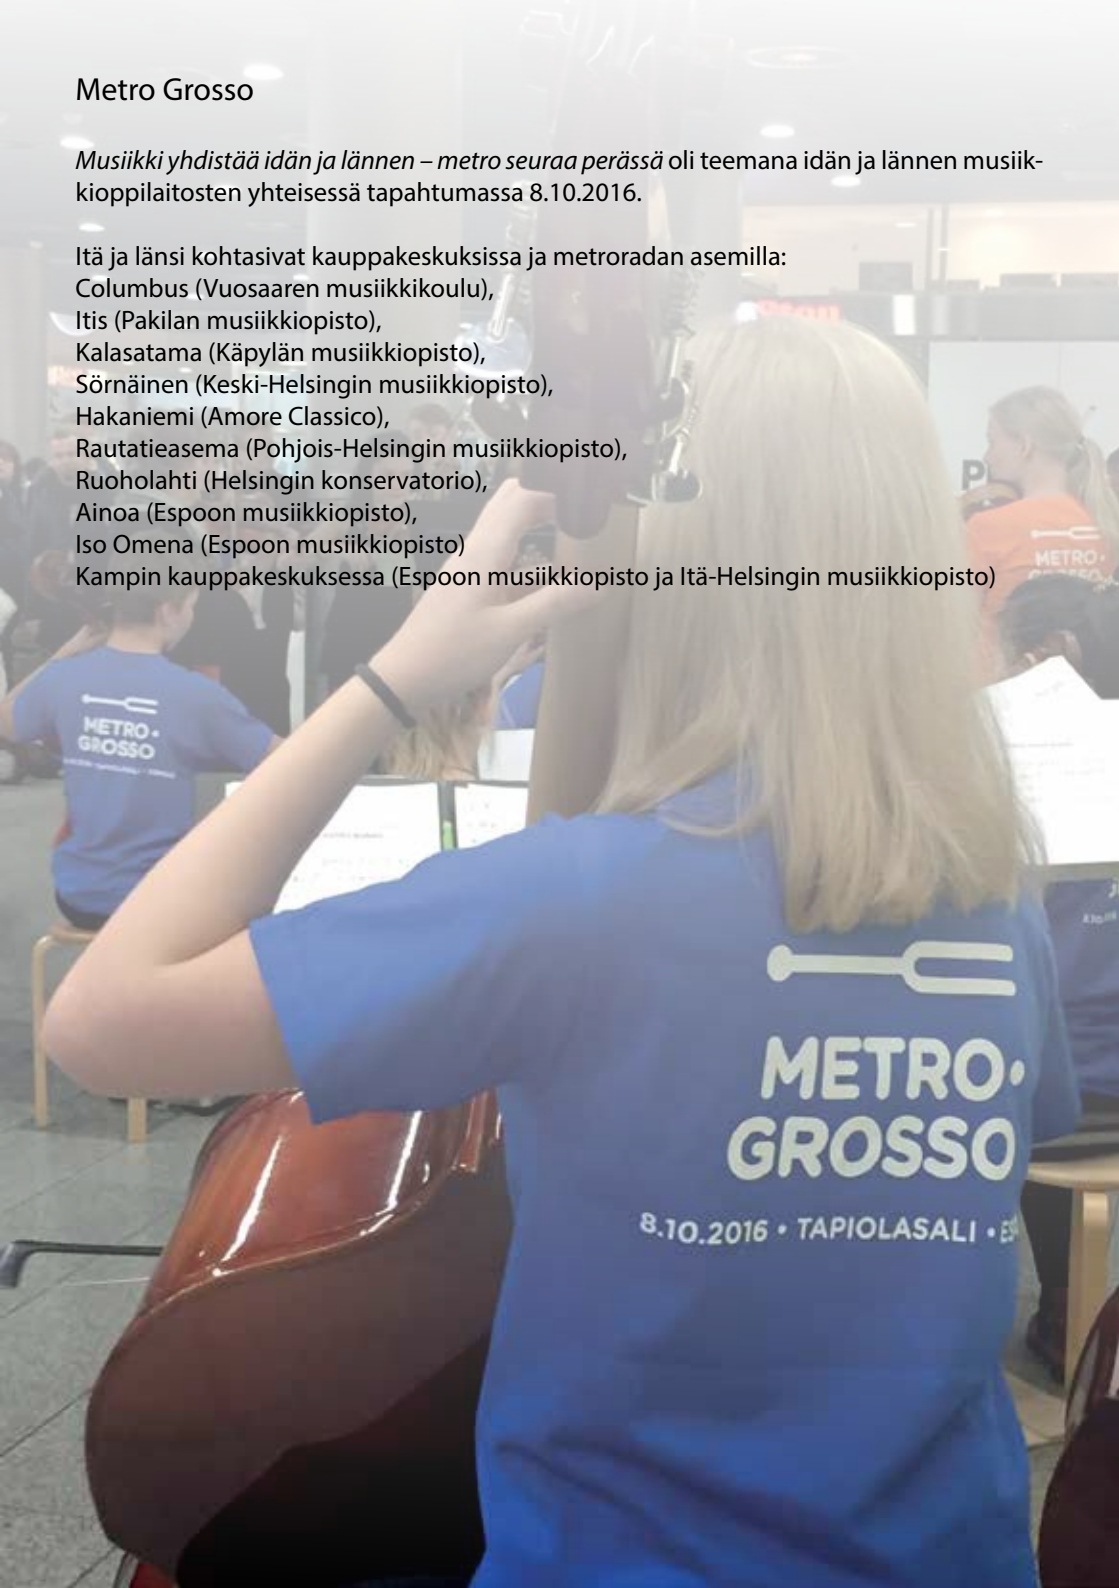 Metro Grosso
Musiikki yhdistää idän ja lännen – metro seuraa perässä oli teemana idän ja lännen musiik-
kioppilaitosten yhteisessä tapahtumassa 8.10.2016.
Itä ja länsi kohtasivat kauppakeskuksissa ja metroradan asemilla:
Columbus (Vuosaaren musiikkikoulu),
Itis (Pakilan musiikkiopisto),
Kalasatama (Käpylän musiikkiopisto),
Sörnäinen (Keski-Helsingin musiikkiopisto),
Hakaniemi (Amore Classico),
Rautatieasema (Pohjois-Helsingin musiikkiopisto),
Ruoholahti (Helsingin konservatorio),
Ainoa (Espoon musiikkiopisto),
Iso Omena (Espoon musiikkiopisto)
Kampin kauppakeskuksessa (Espoon musiikkiopisto ja Itä-Helsingin musiikkiopisto)
METRO•
GROSSO
METRO•
GROSSO
METRO•
GROSSO
8.10.2016 • TAPIOLASALI •